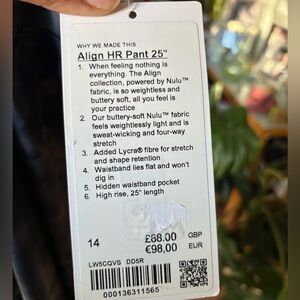 WHY WE MADE THIS
Align HR Pant 25"
1. When feeling nothing is
everything. The Align
collection, powered by Nulu™
fabric, is so weightless and
buttery soft, all you feel is
your practice
2. Our buttery-soft Nulu™ fabric
feels weightlessly light and is
sweat-wicking and four-way
stretch
3. Added Lycra® fibre for stretch
and shape retention
4. Waistband lies flat and won't
dig in
5. Hidden waistband pocket
6. High rise, 25" length
14 £88.00 GBP
€98,00 EUR
LW5CQVS DD5R
000136311565